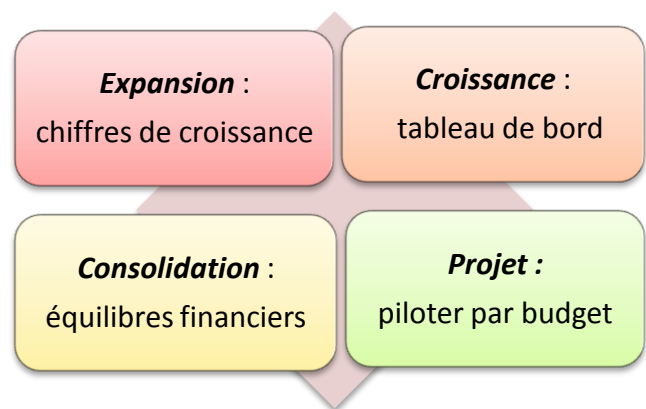 Expansion :
chiffres de croissance
Croissance :
tableau de bord
Consolidation :
équilibres financiers
Projet :
piloter par budget